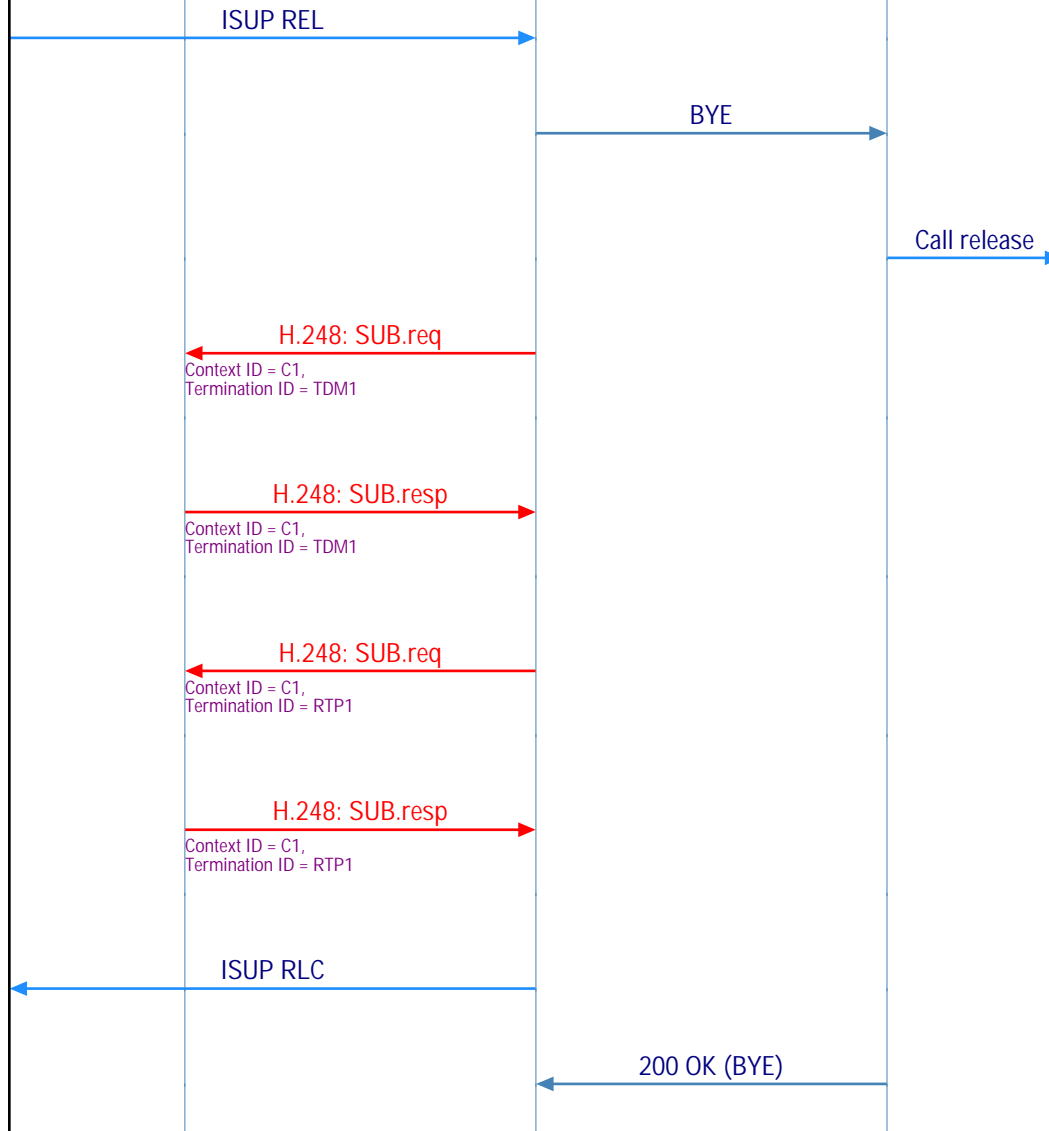 ISUP REL
BYE
Call release
H.248: SUB.req
Context ID = C1,
Termination ID = TDM1
H.248: SUB.resp
Context ID = C1,
Termination ID = TDM1
H.248: SUB.req
Context ID = C1,
Termination ID = RTP1
H.248: SUB.resp
Context ID = C1,
Termination ID = RTP1
ISUP RLC
200 OK (BYE)